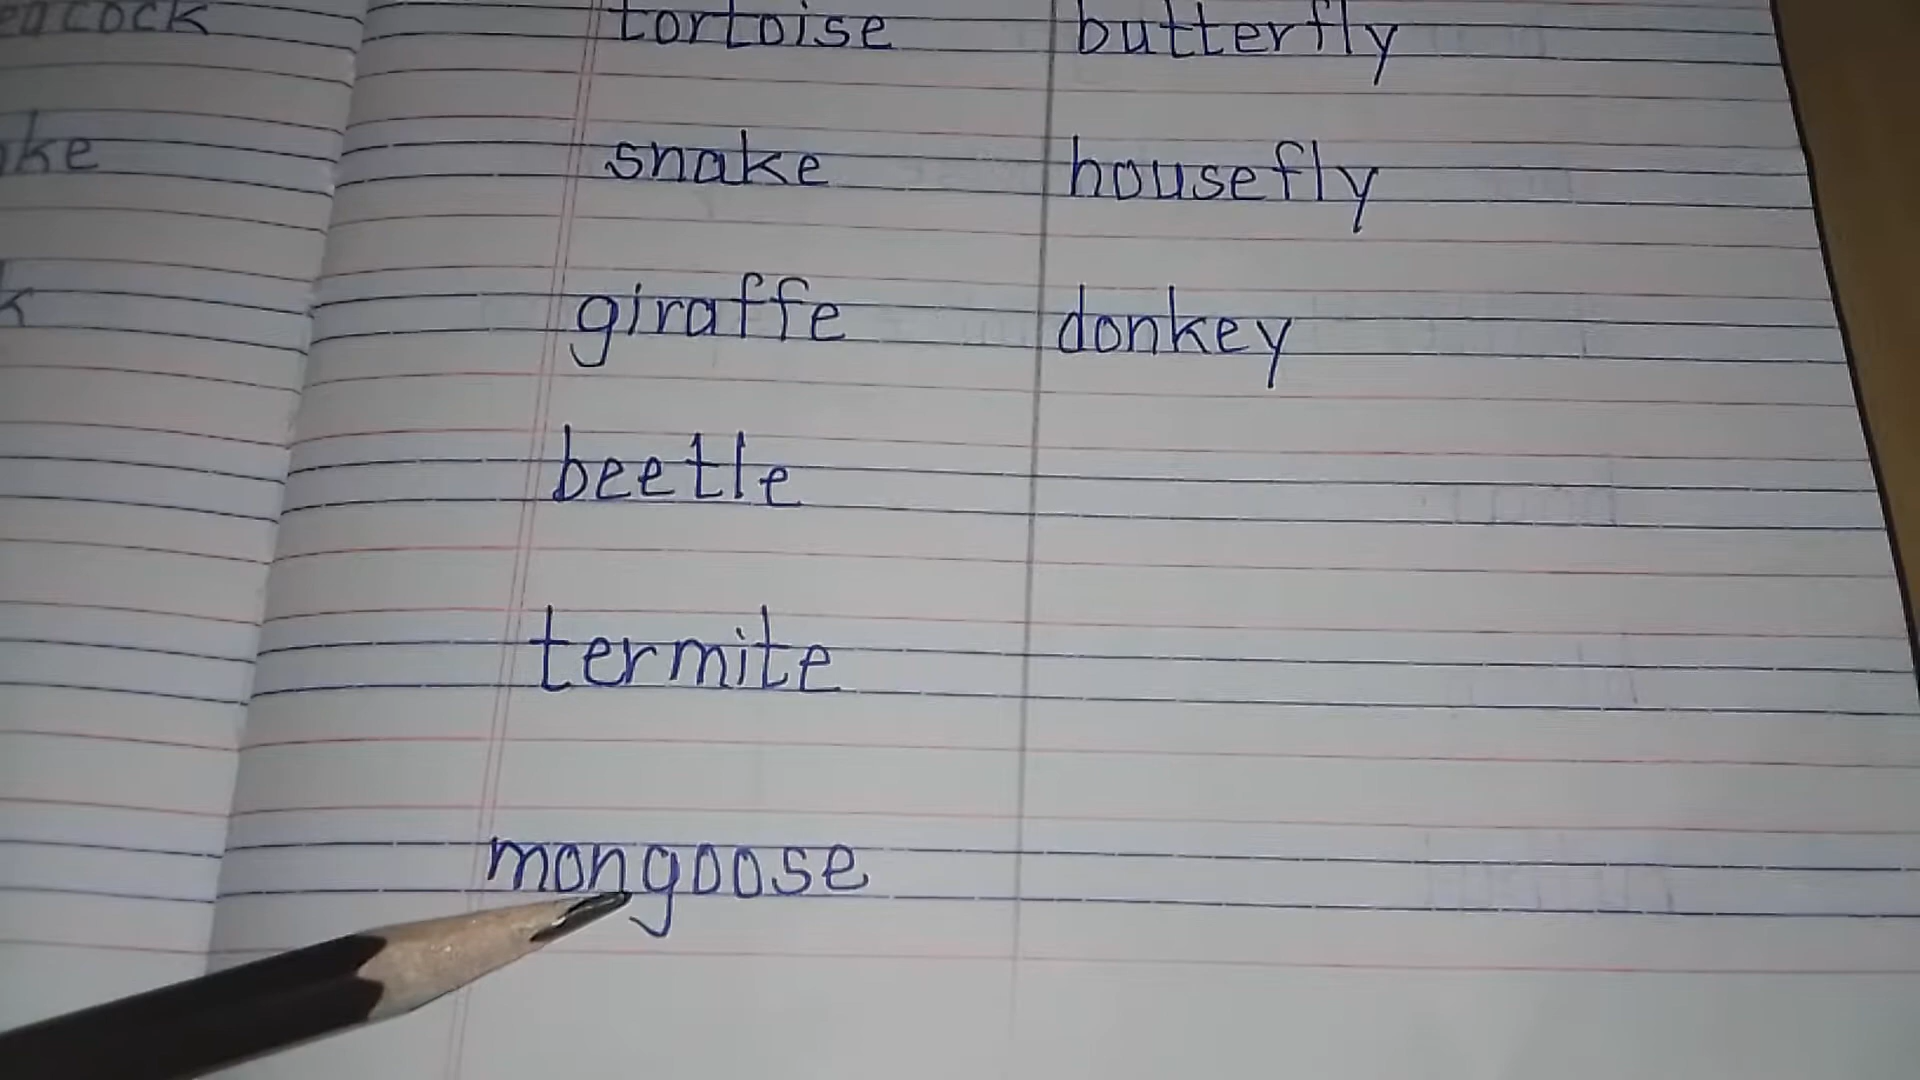 tortoise butterfly
snake housefly
giraffe donkey
beetle
termite
mongoose